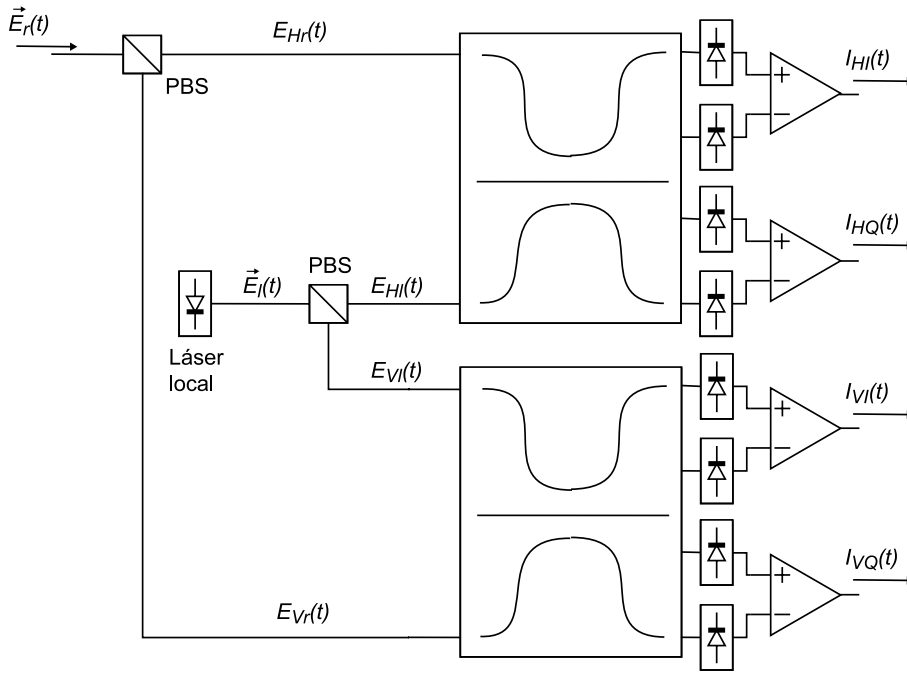 E⃗r(t)
EHr(t)
IHI(t)
PBS
+
−
IHQ(t)
+
−
PBS
E⃗l(t)
EHl(t)
Láser
local
EVl(t)
IVI(t)
+
−
IVQ(t)
+
−
EVr(t)